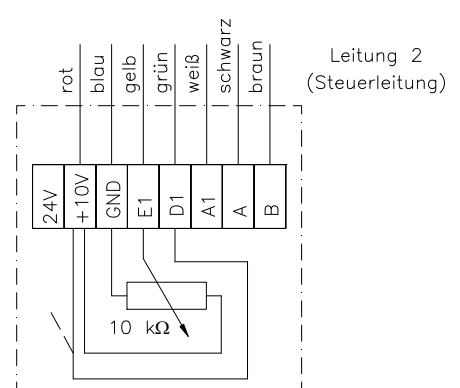 rot
blau
gelb
grün
weiß
schwarz
braun
Leitung 2
(Steuerleitung)
24V
+10V
GND
E1
D1
A1
A
B
10 kΩ